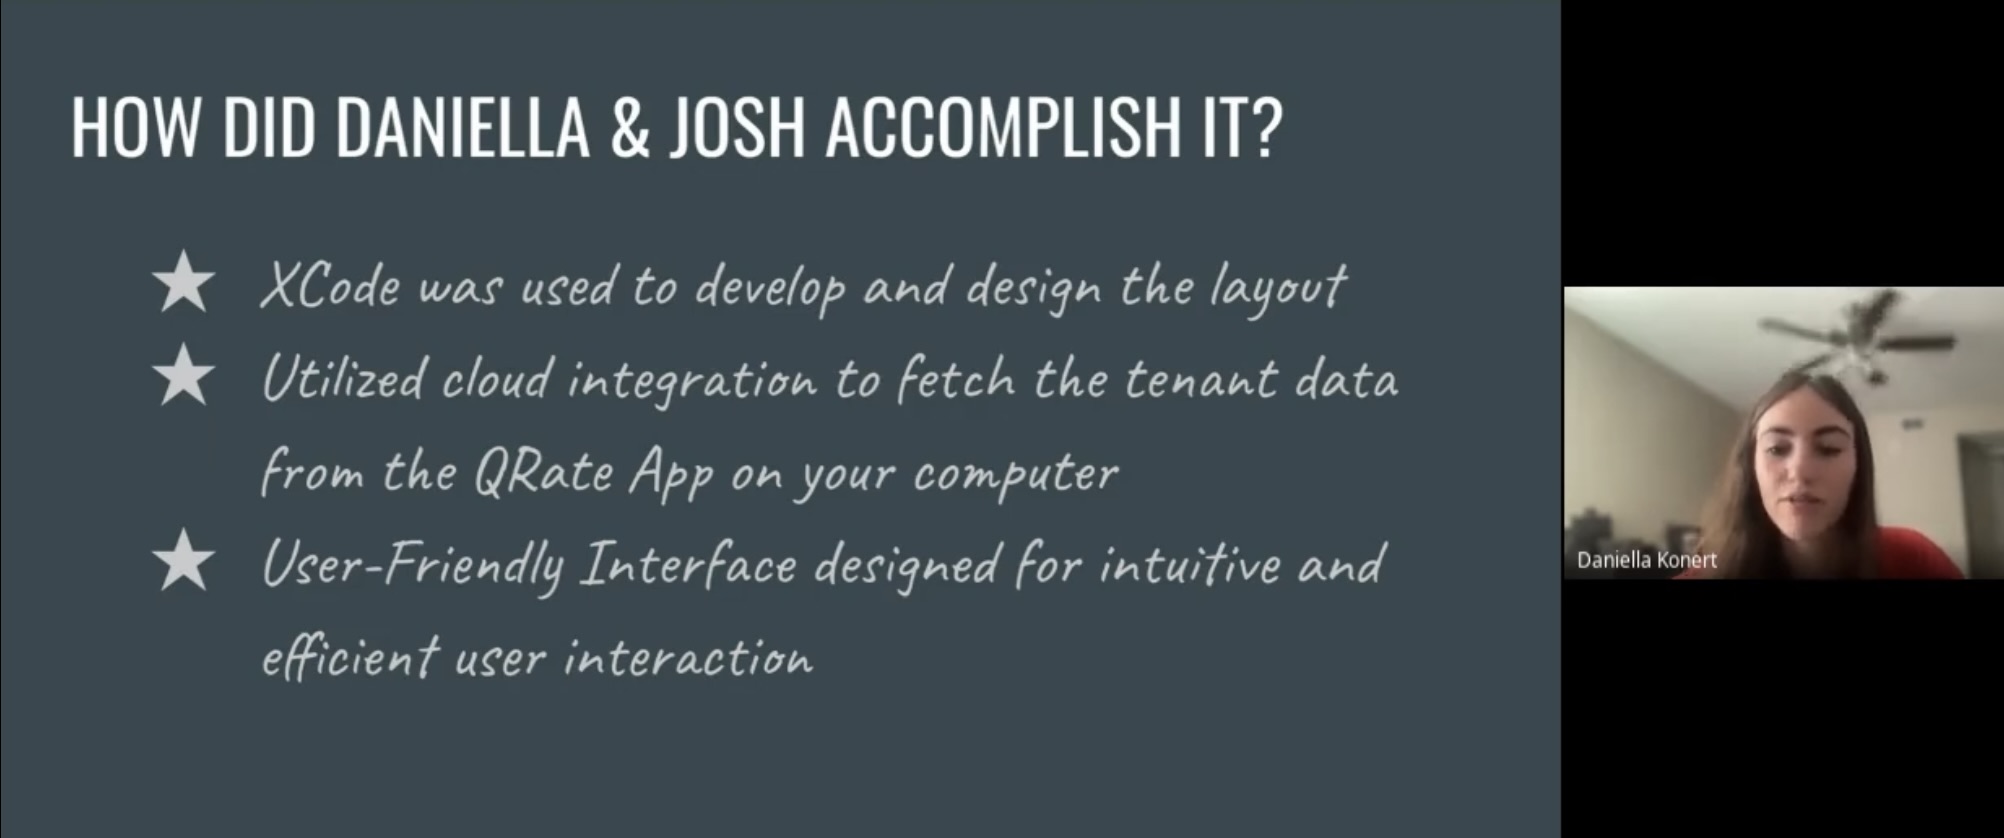 HOW DID DANIELLA & JOSH ACCOMPLISH IT?
XCode was used to develop and design the layout
Utilized cloud integration to fetch the tenant data
from the QRate App on your computer
User-Friendly Interface designed for intuitive and
efficient user interaction
Daniella Konert